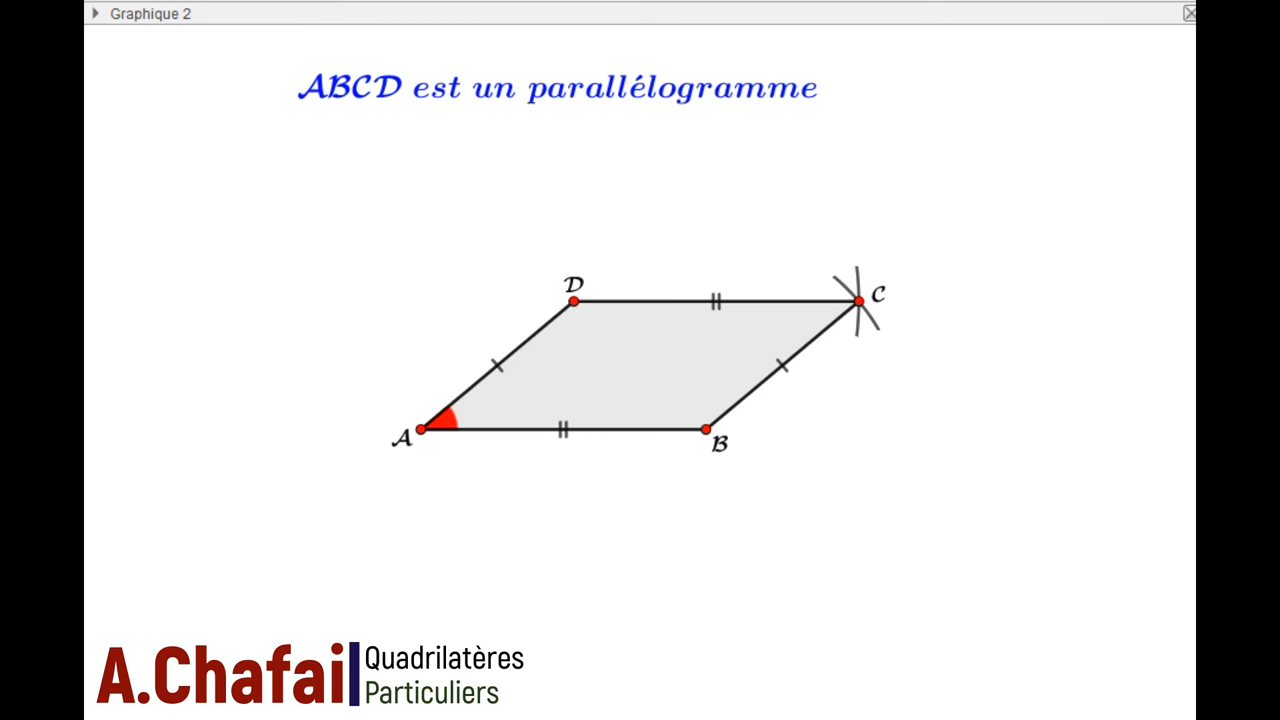 Graphique 2
ABCD est un parallélogramme
D
C
A
B
A.Chafai
Quadrilatères
Particuliers